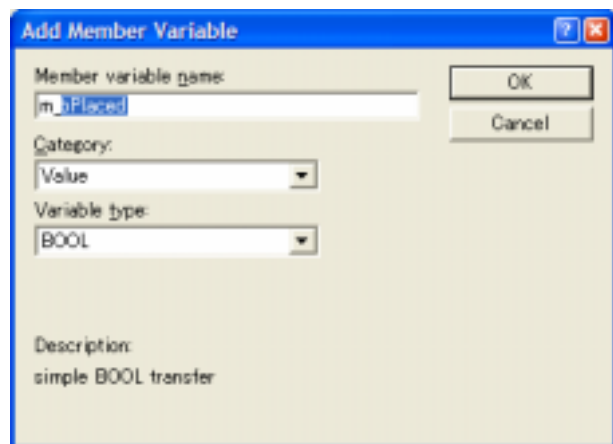 Add Member Variable
Member variable name:
m_bPlaced
OK
Cancel
Category:
Value
Variable type:
BOOL
Description:
simple BOOL transfer